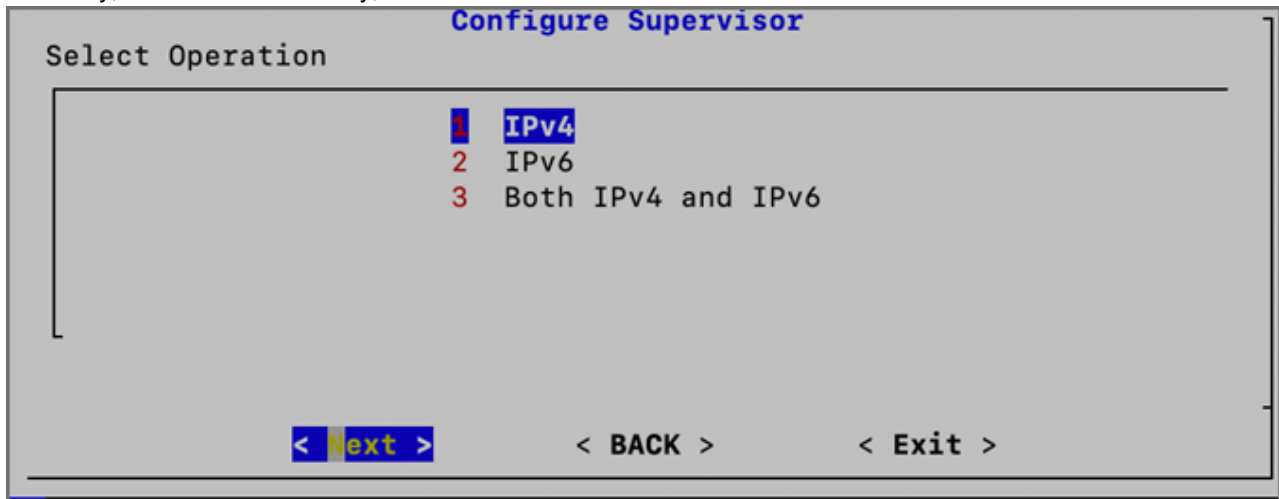 Configure Supervisor
Select Operation
1 IPv4
2 IPv6
3 Both IPv4 and IPv6
< Next > < BACK > < Exit >